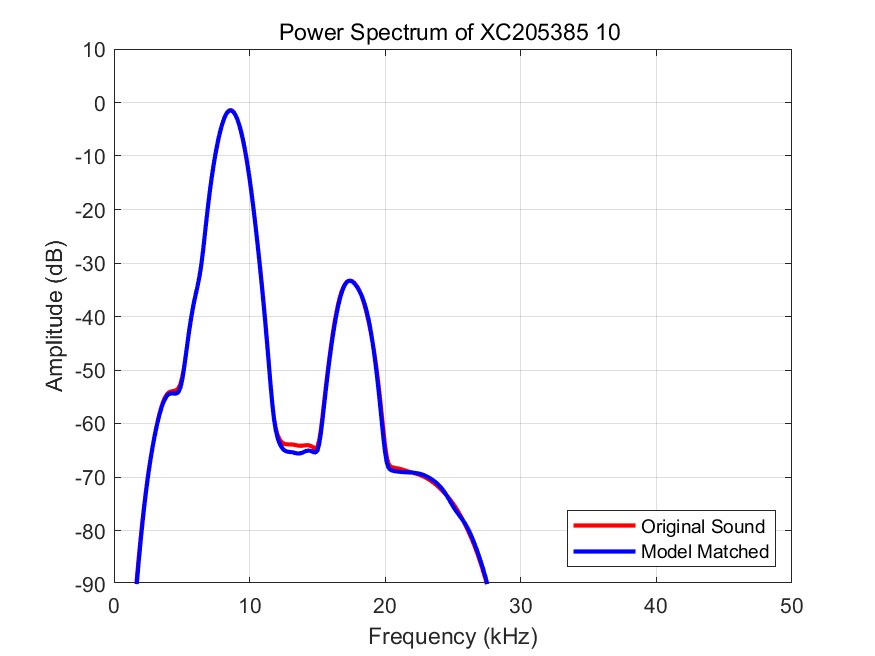 Power Spectrum of XC205385 10
10
0
-10
-20
-30
-40
-50
-60
-70
-80
-90
Amplitude (dB)
0 10 20 30 40 50
Frequency (kHz)
Original Sound
Model Matched